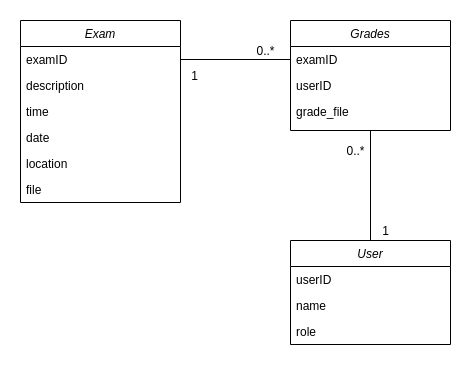 Exam
examID
description
time
date
location
file
1
0..*
Grades
examID
userID
grade_file
0..*
1
User
userID
name
role